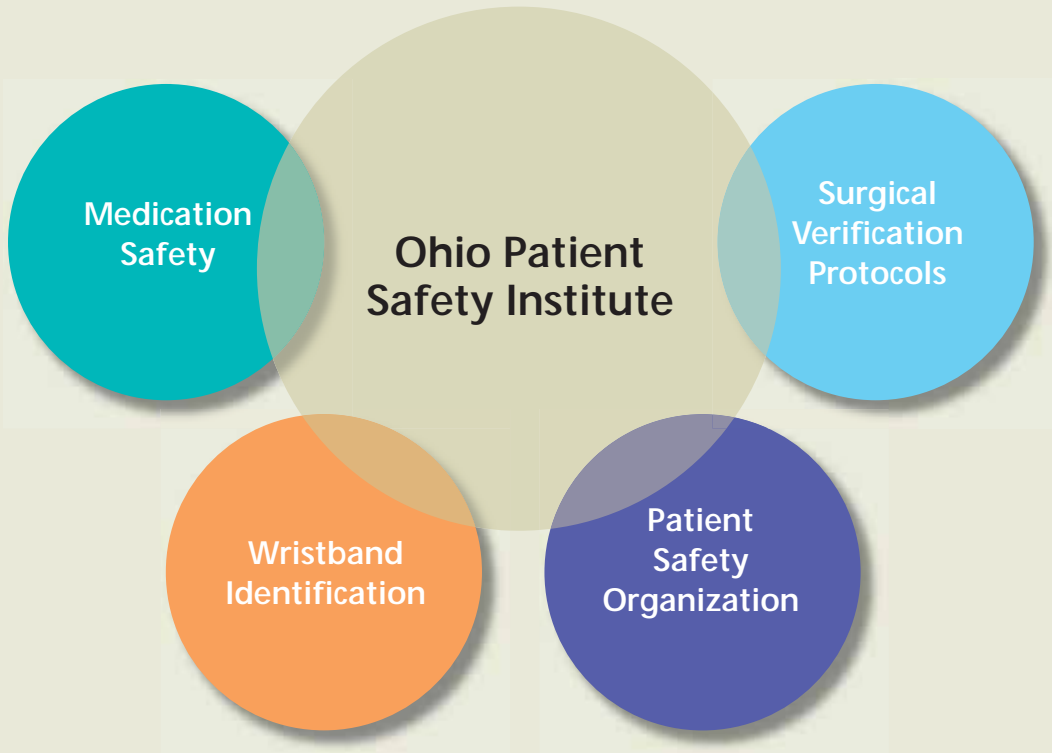 Medication
Safety
Ohio Patient
Safety Institute
Surgical
Verification
Protocols
Wristband
Identification
Patient
Safety
Organization